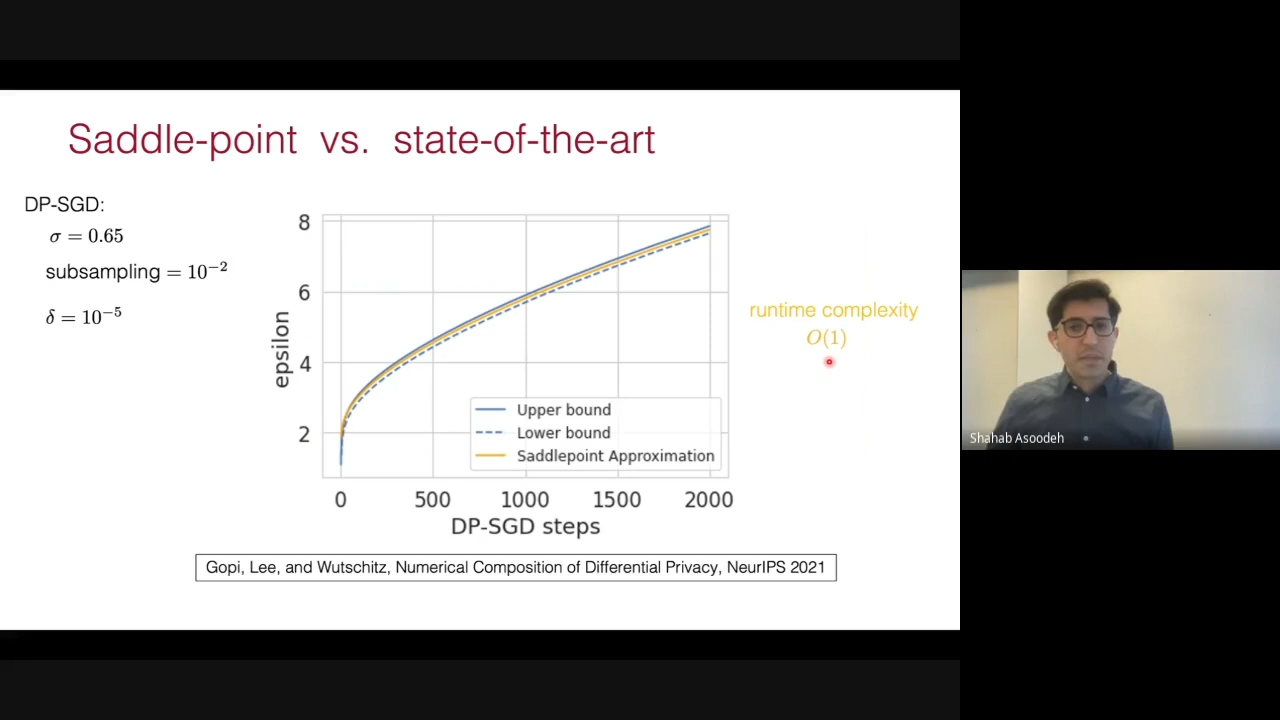 Saddle-point vs. state-of-the-art
DP-SGD:
σ = 0.65
subsampling = 10⁻²
δ = 10⁻⁵
8
6
4
2
epsilon
Upper bound
Lower bound
Saddlepoint Approximation
0 500 1000 1500 2000
DP-SGD steps
runtime complexity
O(1)
Gopi, Lee, and Wutschitz, Numerical Composition of Differential Privacy, NeurIPS 2021
Shahab Asoodeh